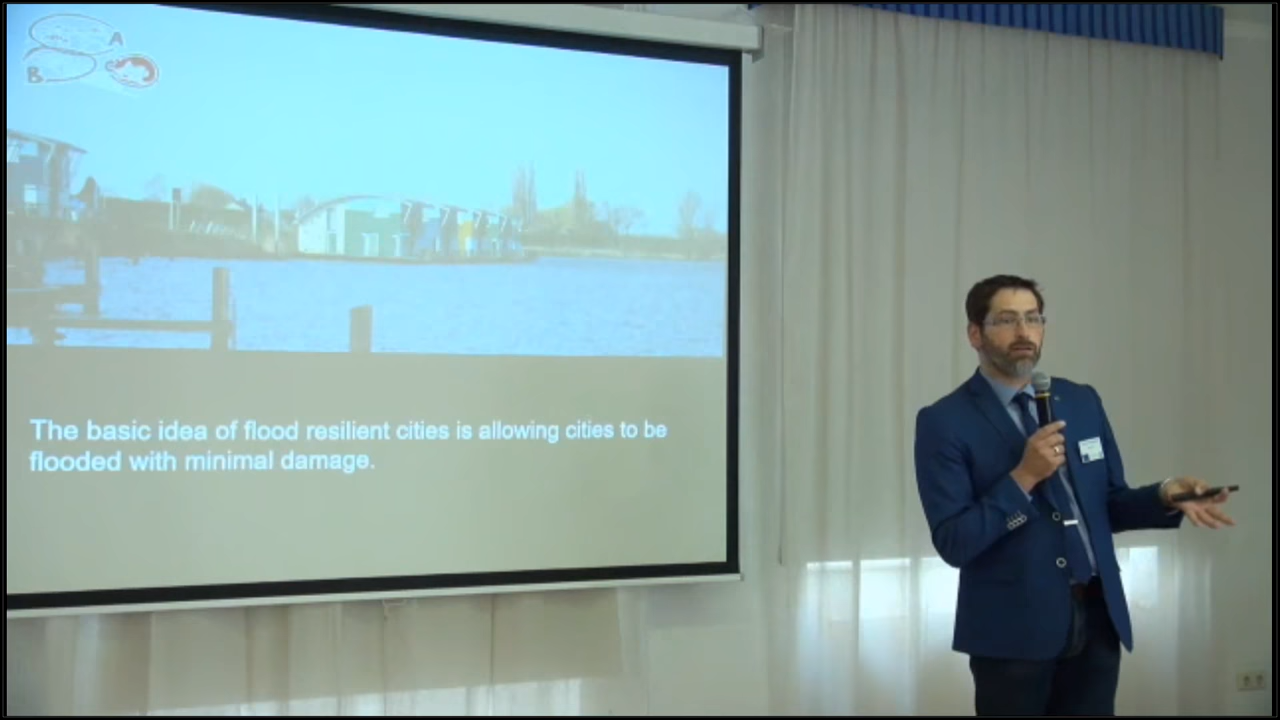 A
B
The basic idea of flood resilient cities is allowing cities to be
flooded with minimal damage.